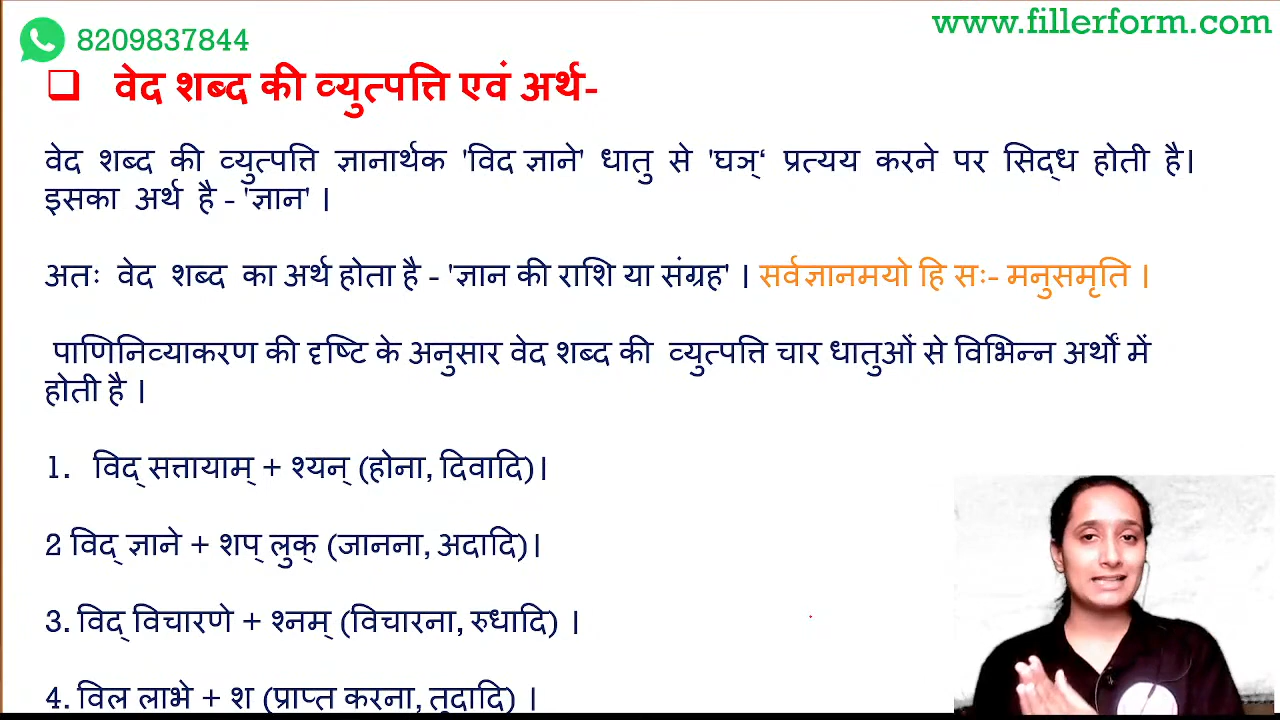 8209837844
www.fillerform.com
वेद शब्द की व्युत्पत्ति एवं अर्थ-
वेद शब्द की व्युत्पत्ति ज्ञानार्थक 'विद ज्ञाने' धातु से 'घञ्‘ प्रत्यय करने पर सिद्ध होती है।
इसका अर्थ है - 'ज्ञान' ।
अतः वेद शब्द का अर्थ होता है - 'ज्ञान की राशि या संग्रह' । सर्वज्ञानमयो हि सः- मनुसमृति ।
पाणिनिव्याकरण की दृष्टि के अनुसार वेद शब्द की व्युत्पत्ति चार धातुओं से विभिन्न अर्थों में
होती है ।
1. विद् सत्तायाम् + श्यन् (होना, दिवादि)।
2 विद् ज्ञाने + शप् लुक् (जानना, अदादि)।
3. विद् विचारणे + श्नम् (विचारना, रुधादि) ।
4. विल लाभे + श (प्राप्त करना, तुदादि) ।